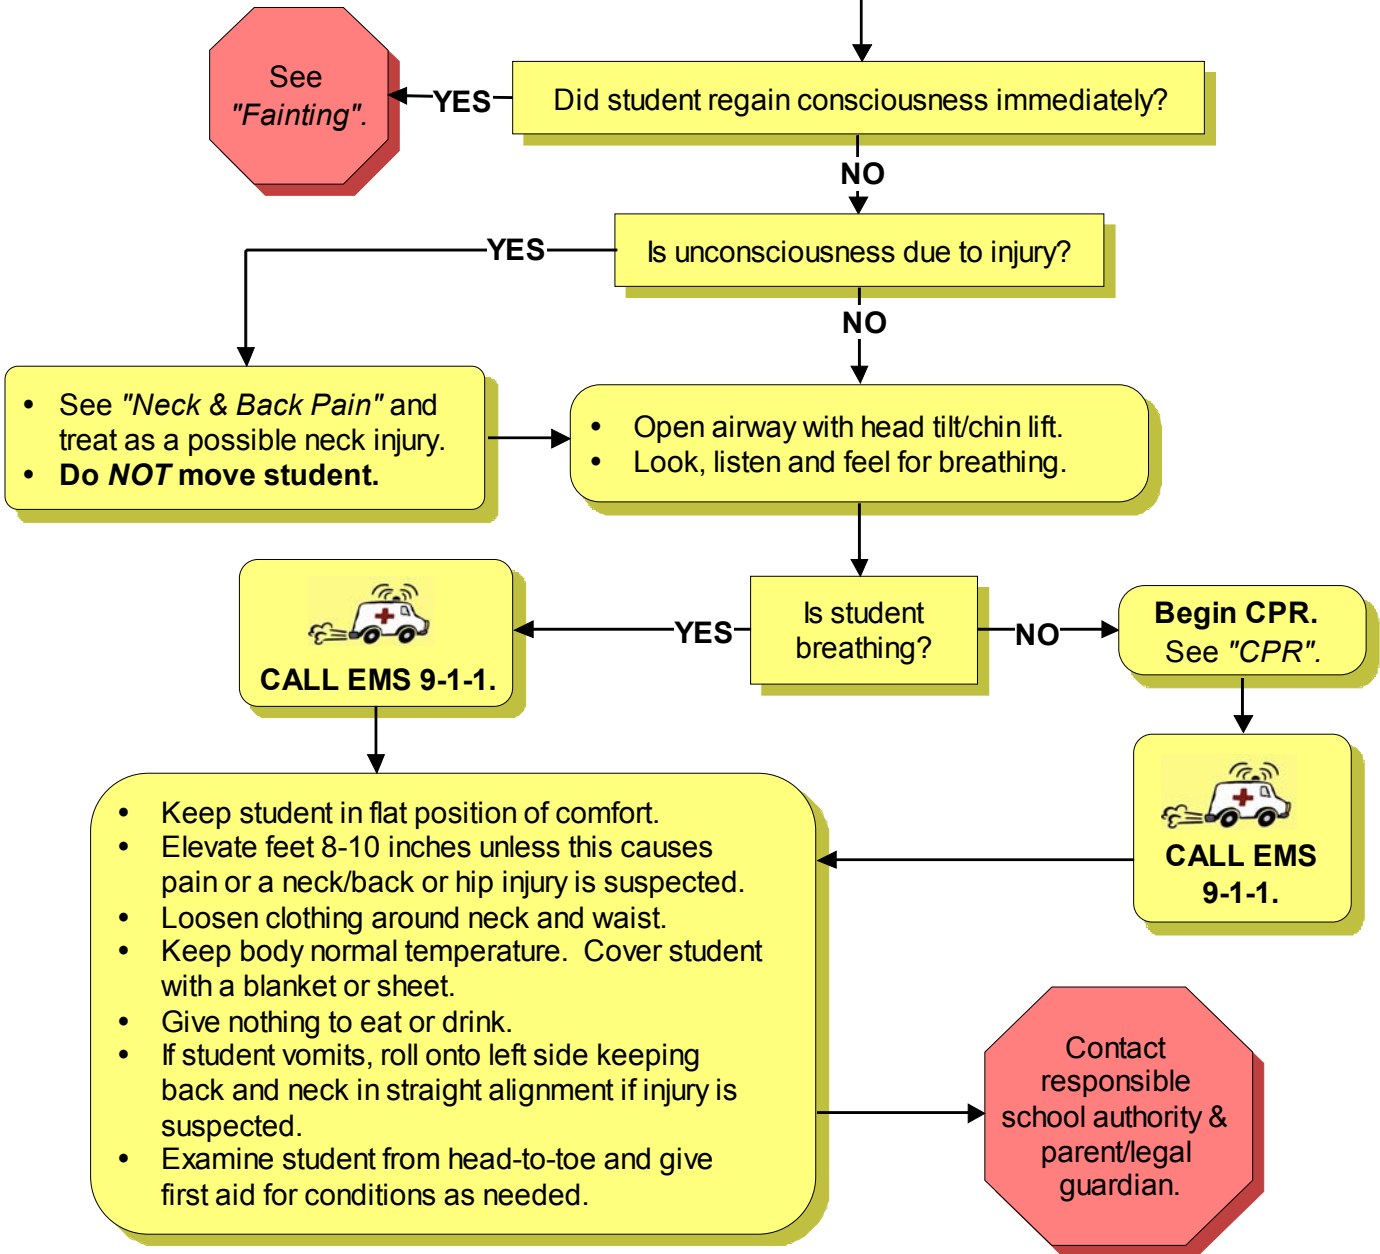 See
"Fainting".
YES
Did student regain consciousness immediately?
NO
YES
Is unconsciousness due to injury?
NO
• See "Neck & Back Pain" and
treat as a possible neck injury.
• Do NOT move student.
• Open airway with head tilt/chin lift.
• Look, listen and feel for breathing.
CALL EMS 9-1-1.
YES
Is student
breathing?
NO
Begin CPR.
See "CPR".
CALL EMS
9-1-1.
• Keep student in flat position of comfort.
• Elevate feet 8-10 inches unless this causes
pain or a neck/back or hip injury is suspected.
• Loosen clothing around neck and waist.
• Keep body normal temperature. Cover student
with a blanket or sheet.
• Give nothing to eat or drink.
• If student vomits, roll onto left side keeping
back and neck in straight alignment if injury is
suspected.
• Examine student from head-to-toe and give
first aid for conditions as needed.
Contact
responsible
school authority &
parent/legal
guardian.